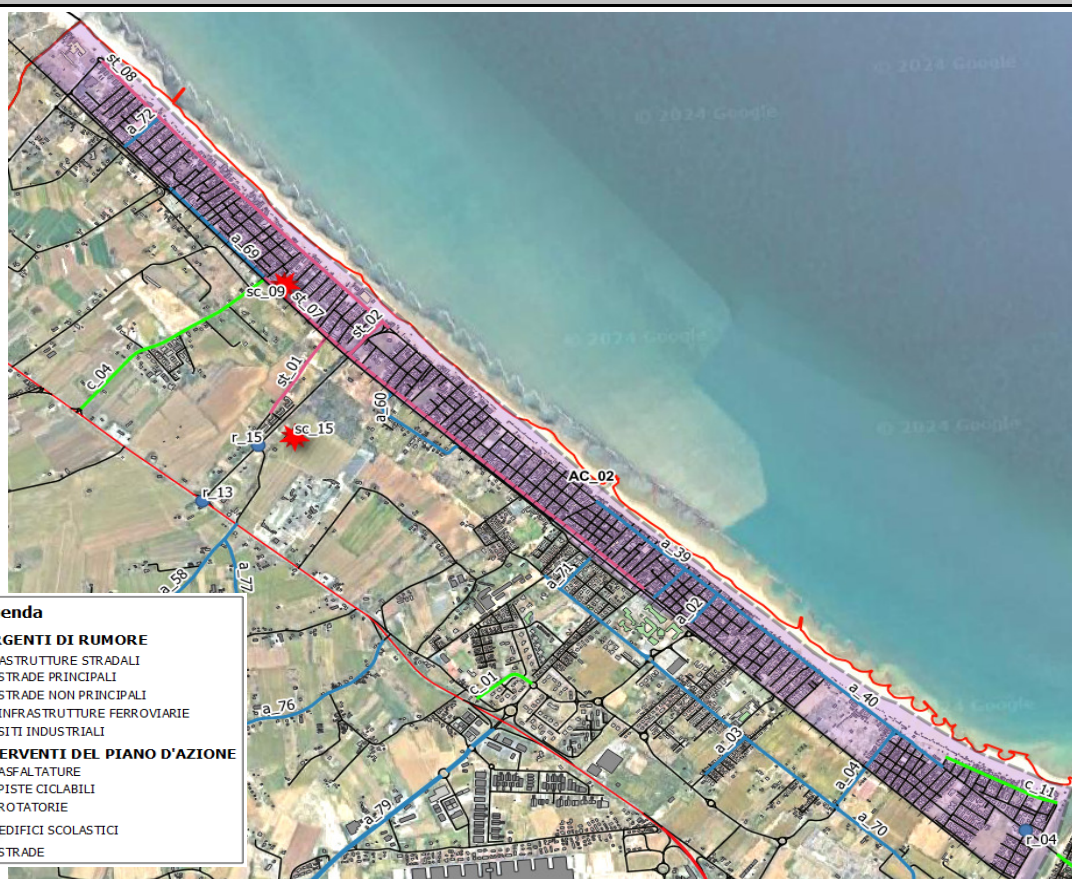 © 2024 Google
© 2024 Google
st_08
a_72
a_69
sc_09
st_07
st_02
© 2024 Google
st_01
c_04
a_60
r_15
sc_15
© 2024 Google
AC_02
r_13
a_39
a_58
a_77
a_71
a_02
c_01
a_40
a_76
a_03
a_04
c_11
a_79
a_70
r_04
enda
RGENTI DI RUMORE
ASTRUTTURE STRADALI
STRADE PRINCIPALI
STRADE NON PRINCIPALI
INFRASTRUTTURE FERROVIARIE
SITI INDUSTRIALI
ERVENTI DEL PIANO D'AZIONE
ASFALTATURE
PISTE CICLABILI
ROTATORIE
EDIFICI SCOLASTICI
STRADE